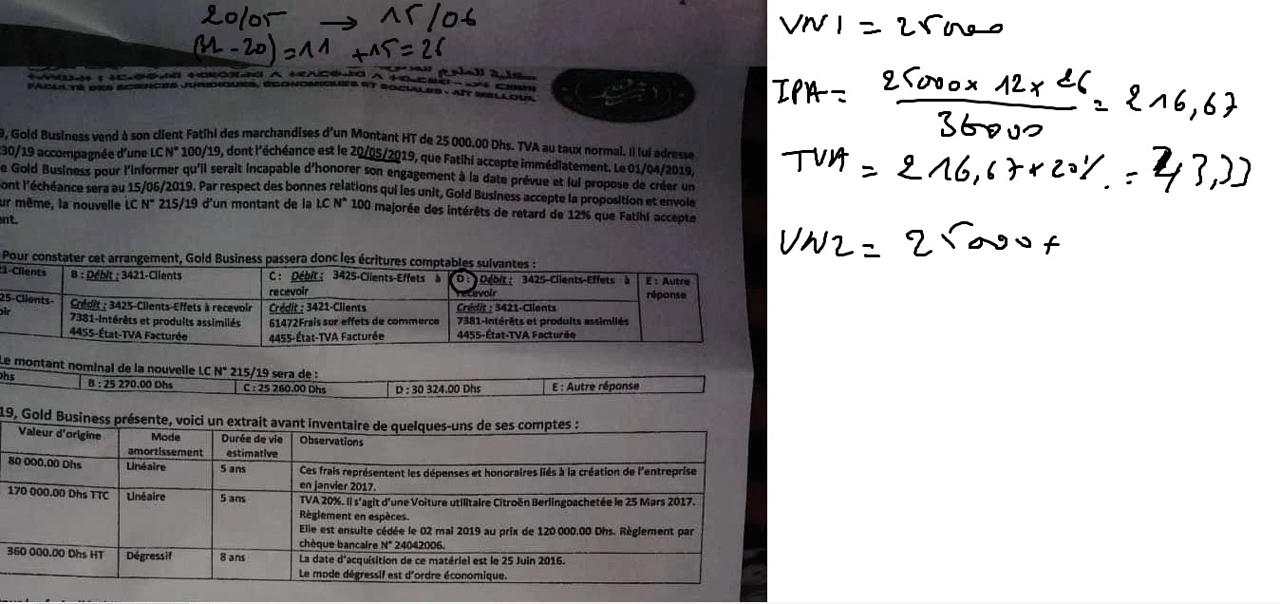 20/05 → 15/06
(31 - 20) = 11 + 15 = 26
FACULTÉ DES SCIENCES JURIDIQUES, ÉCONOMIQUES ET SOCIALES - AÏT MELLOUL
9, Gold Business vend à son client Fatihi des marchandises d'un Montant HT de 25 000.00 Dhs. TVA au taux normal. Il lui adresse
30/19 accompagnée d'une LC N° 100/19, dont l'échéance est le 20/05/2019, que Fatihi accepte immédiatement. Le 01/04/2019,
e Gold Business pour l'informer qu'il serait incapable d'honorer son engagement à la date prévue et lui propose de créer un
ont l'échéance sera au 15/06/2019. Par respect des bonnes relations qui les unit, Gold Business accepte la proposition et envoie
ur même, la nouvelle LC N° 215/19 d'un montant de la LC N° 100 majorée des intérêts de retard de 12% que Fatihi accepte
ent.
Pour constater cet arrangement, Gold Business passera donc les écritures comptables suivantes :
21-Clients
25-Clients-
oir
B : Débit : 3421-Clients
Crédit : 3425-Clients-Effets à recevoir
7381-Intérêts et produits assimilés
4455-État-TVA Facturée
C : Débit : 3425-Clients-Effets à
recevoir
Crédit : 3421-Clients
61472Frais sur effets de commerce
4455-État-TVA Facturée
D : Débit : 3425-Clients-Effets à
recevoir
Crédit : 3421-Clients
7381-Intérêts et produits assimilés
4455-État-TVA Facturée
E : Autre
réponse
Le montant nominal de la nouvelle LC N° 215/19 sera de :
Dhs
B : 25 270.00 Dhs
C : 25 260.00 Dhs
D : 30 324.00 Dhs
E : Autre réponse
19, Gold Business présente, voici un extrait avant inventaire de quelques-uns de ses comptes :
Valeur d'origine
Mode
amortissement
Durée de vie
estimative
Observations
80 000.00 Dhs
Linéaire
5 ans
Ces frais représentent les dépenses et honoraires liés à la création de l'entreprise
en janvier 2017.
170 000.00 Dhs TTC
Linéaire
5 ans
TVA 20%. Il s'agit d'une Voiture utilitaire Citroën Berlingoachetée le 25 Mars 2017.
Règlement en espèces.
Elle est ensuite cédée le 02 mai 2019 au prix de 120 000.00 Dhs. Règlement par
chèque bancaire N° 24042006.
360 000.00 Dhs HT
Dégressif
8 ans
La date d'acquisition de ce matériel est le 25 Juin 2016.
Le mode dégressif est d'ordre économique.
VN1 = 25000
IPA = 25000 x 12 x 26
36000
= 216,67
TVA = 216,67 x 20% = 43,33
VN2 = 25000 +